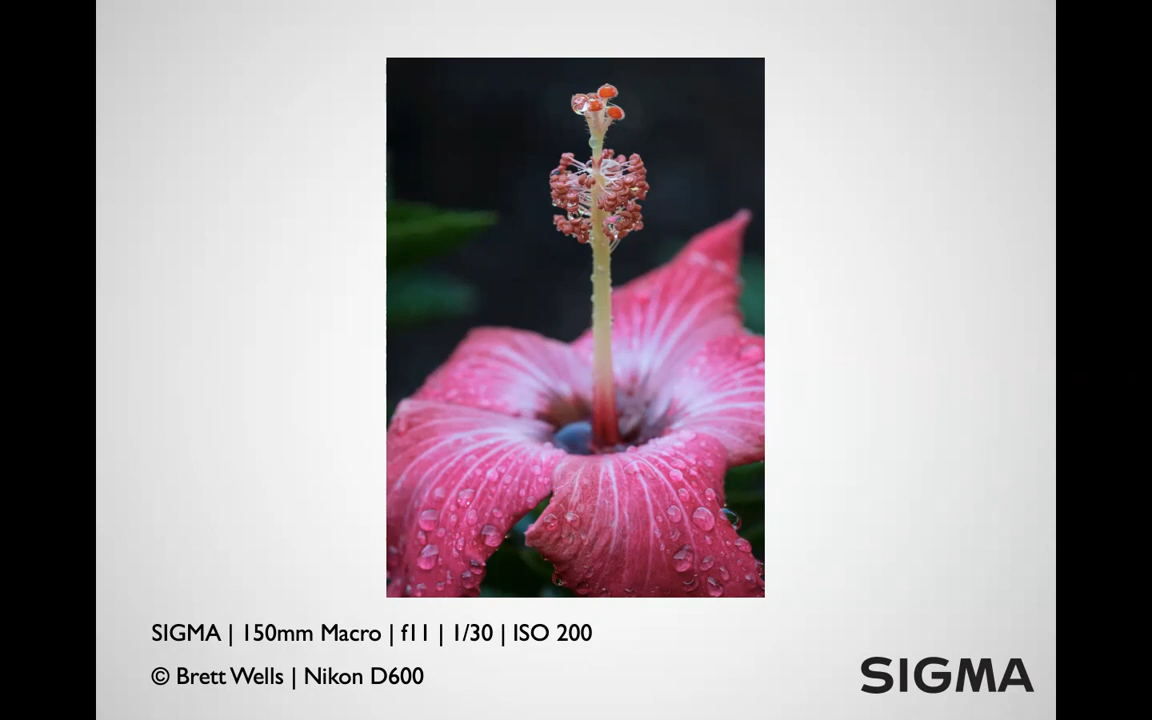 SIGMA | 150mm Macro | f11 | 1/30 | ISO 200
© Brett Wells | Nikon D600
SIGMA